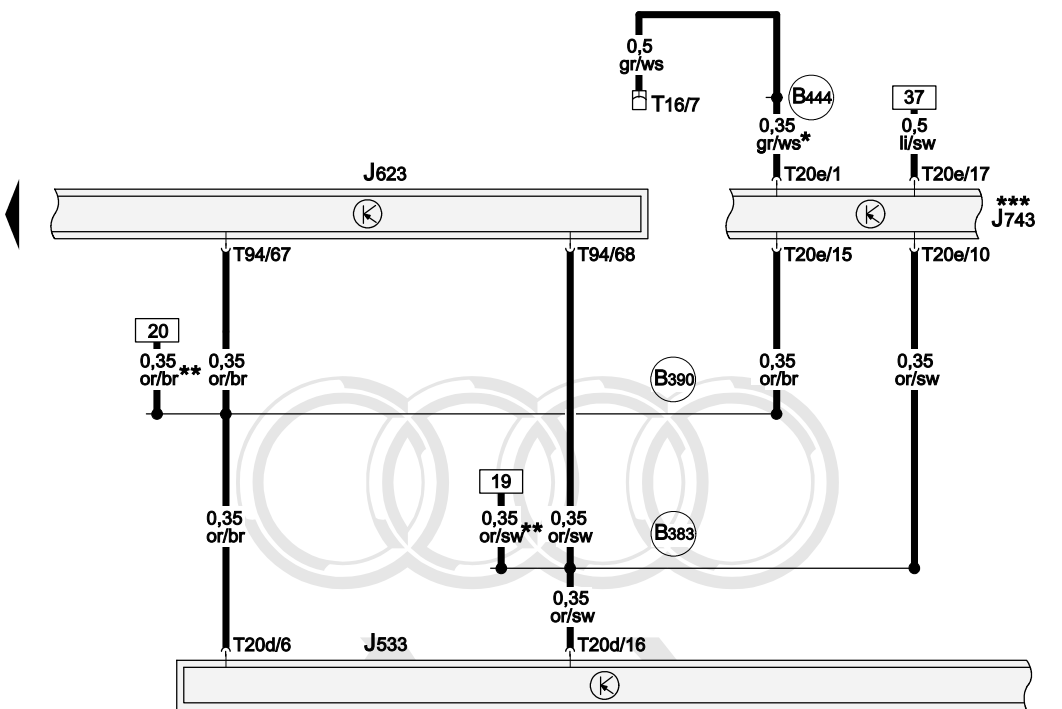 0,5
gr/ws
T16/7
B444
37
0,35
gr/ws*
0,5
li/sw
J623
T20e/1
T20e/17
***
J743
T94/67
T94/68
T20e/15
T20e/10
20
0,35
or/br**
0,35
or/br
B390
0,35
or/br
0,35
or/sw
19
0,35
or/br
0,35
or/sw**
0,35
or/sw
B383
0,35
or/sw
T20d/6
J533
T20d/16